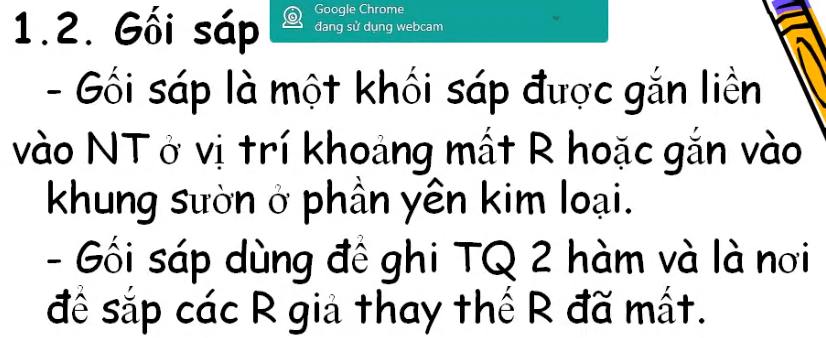 1.2. Gối sáp
Google Chrome
đang sử dụng webcam
- Gối sáp là một khối sáp được gắn liền
vào NT ở vị trí khoảng mất R hoặc gắn vào
khung sườn ở phần yên kim loại.
- Gối sáp dùng để ghi TQ 2 hàm và là nơi
để sắp các R giả thay thế R đã mất.